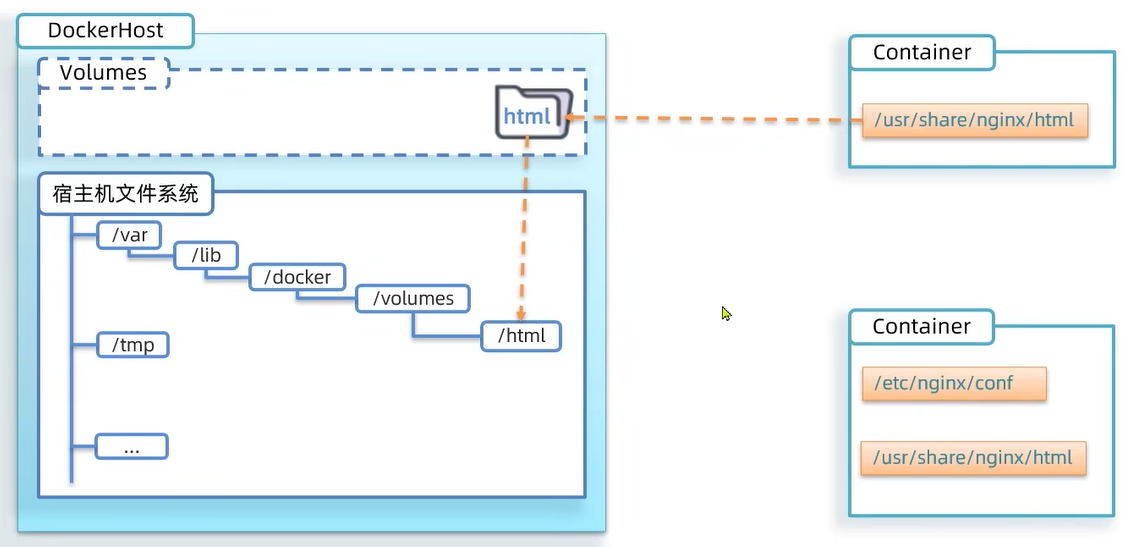 DockerHost
Volumes
html
宿主机文件系统
/var
/lib
/docker
/volumes
/html
/tmp
...
Container
/usr/share/nginx/html
Container
/etc/nginx/conf
/usr/share/nginx/html